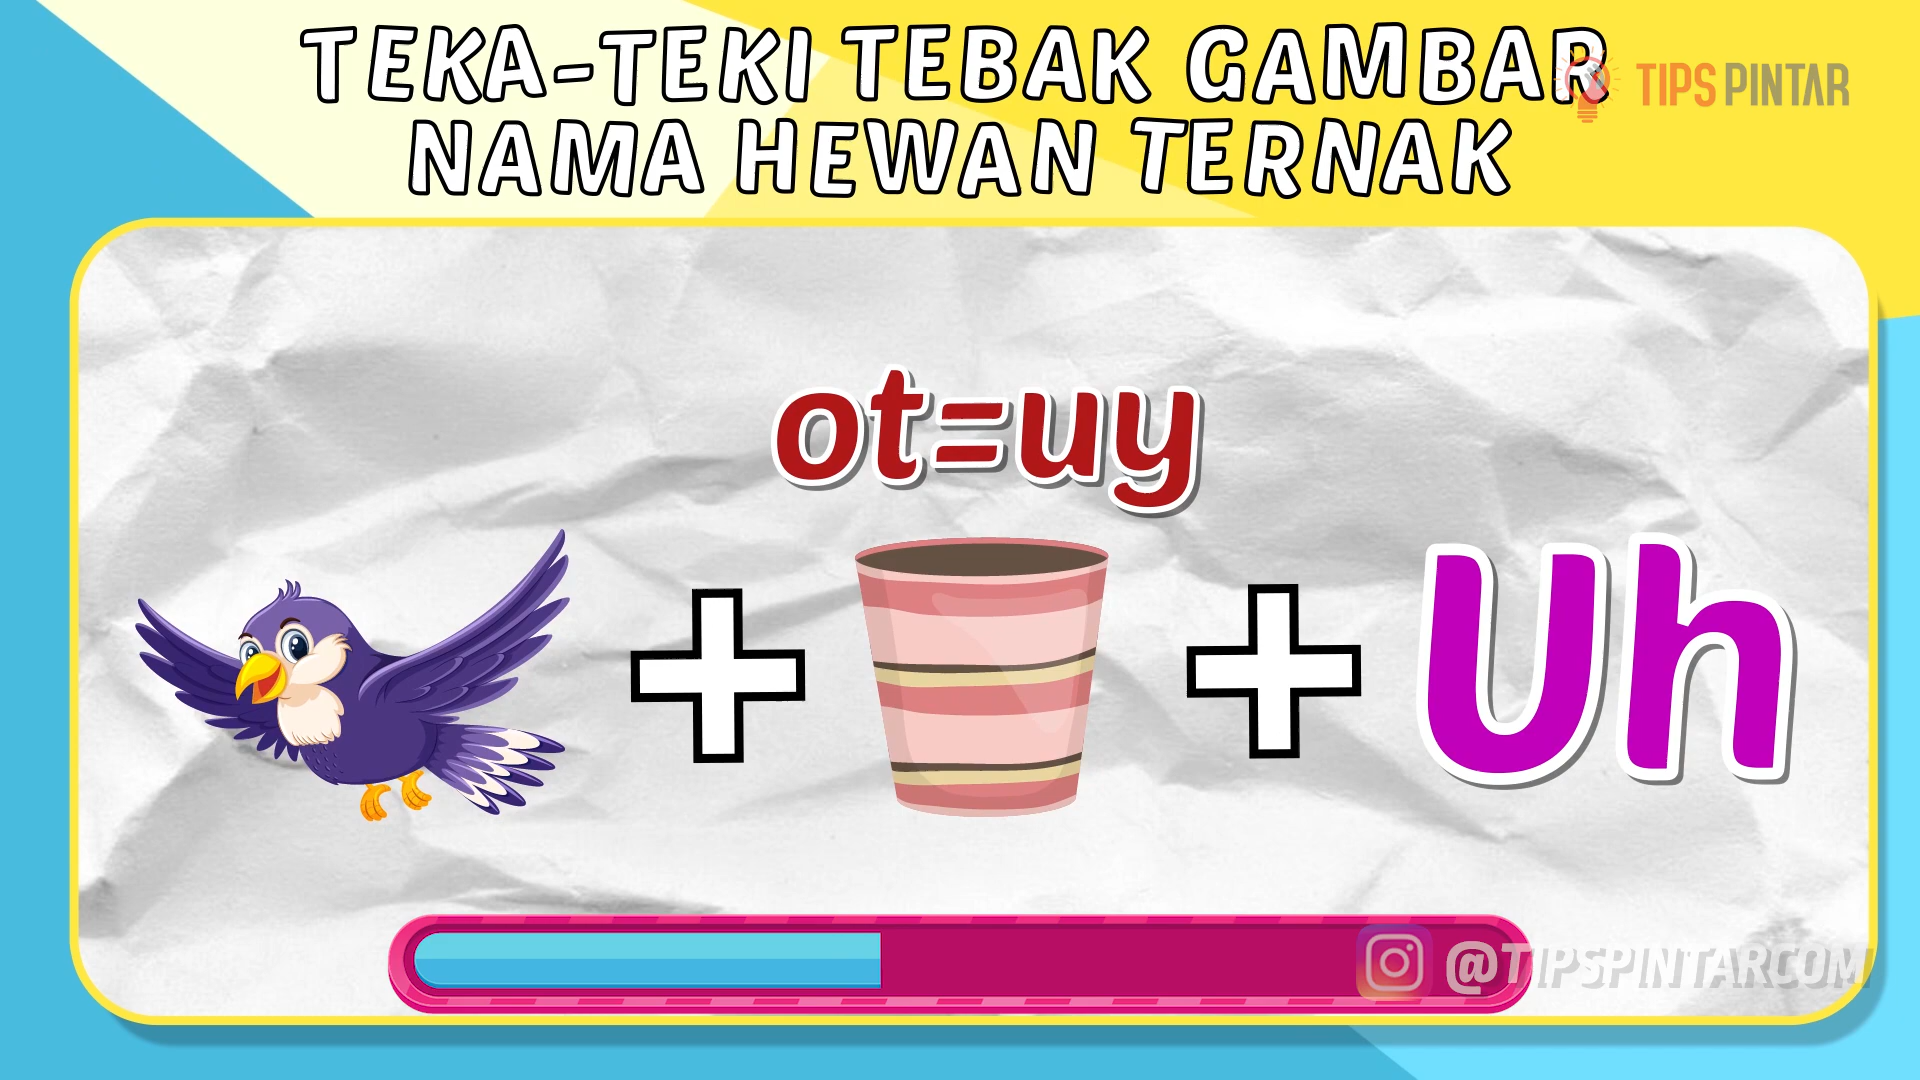 TEKA-TEKI TEBAK GAMBAR
NAMA HEWAN TERNAK
TIPS PINTAR
ot=uy
Uh
@TIPSPINTARCOM